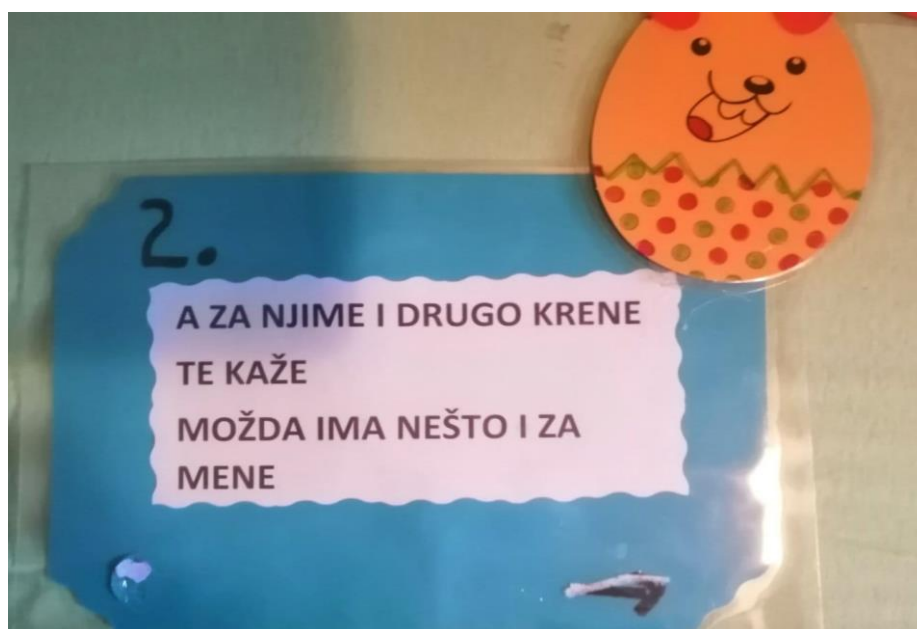 2.
A ZA NJIME I DRUGO KRENE
TE KAŽE
MOŽDA IMA NEŠTO I ZA
MENE